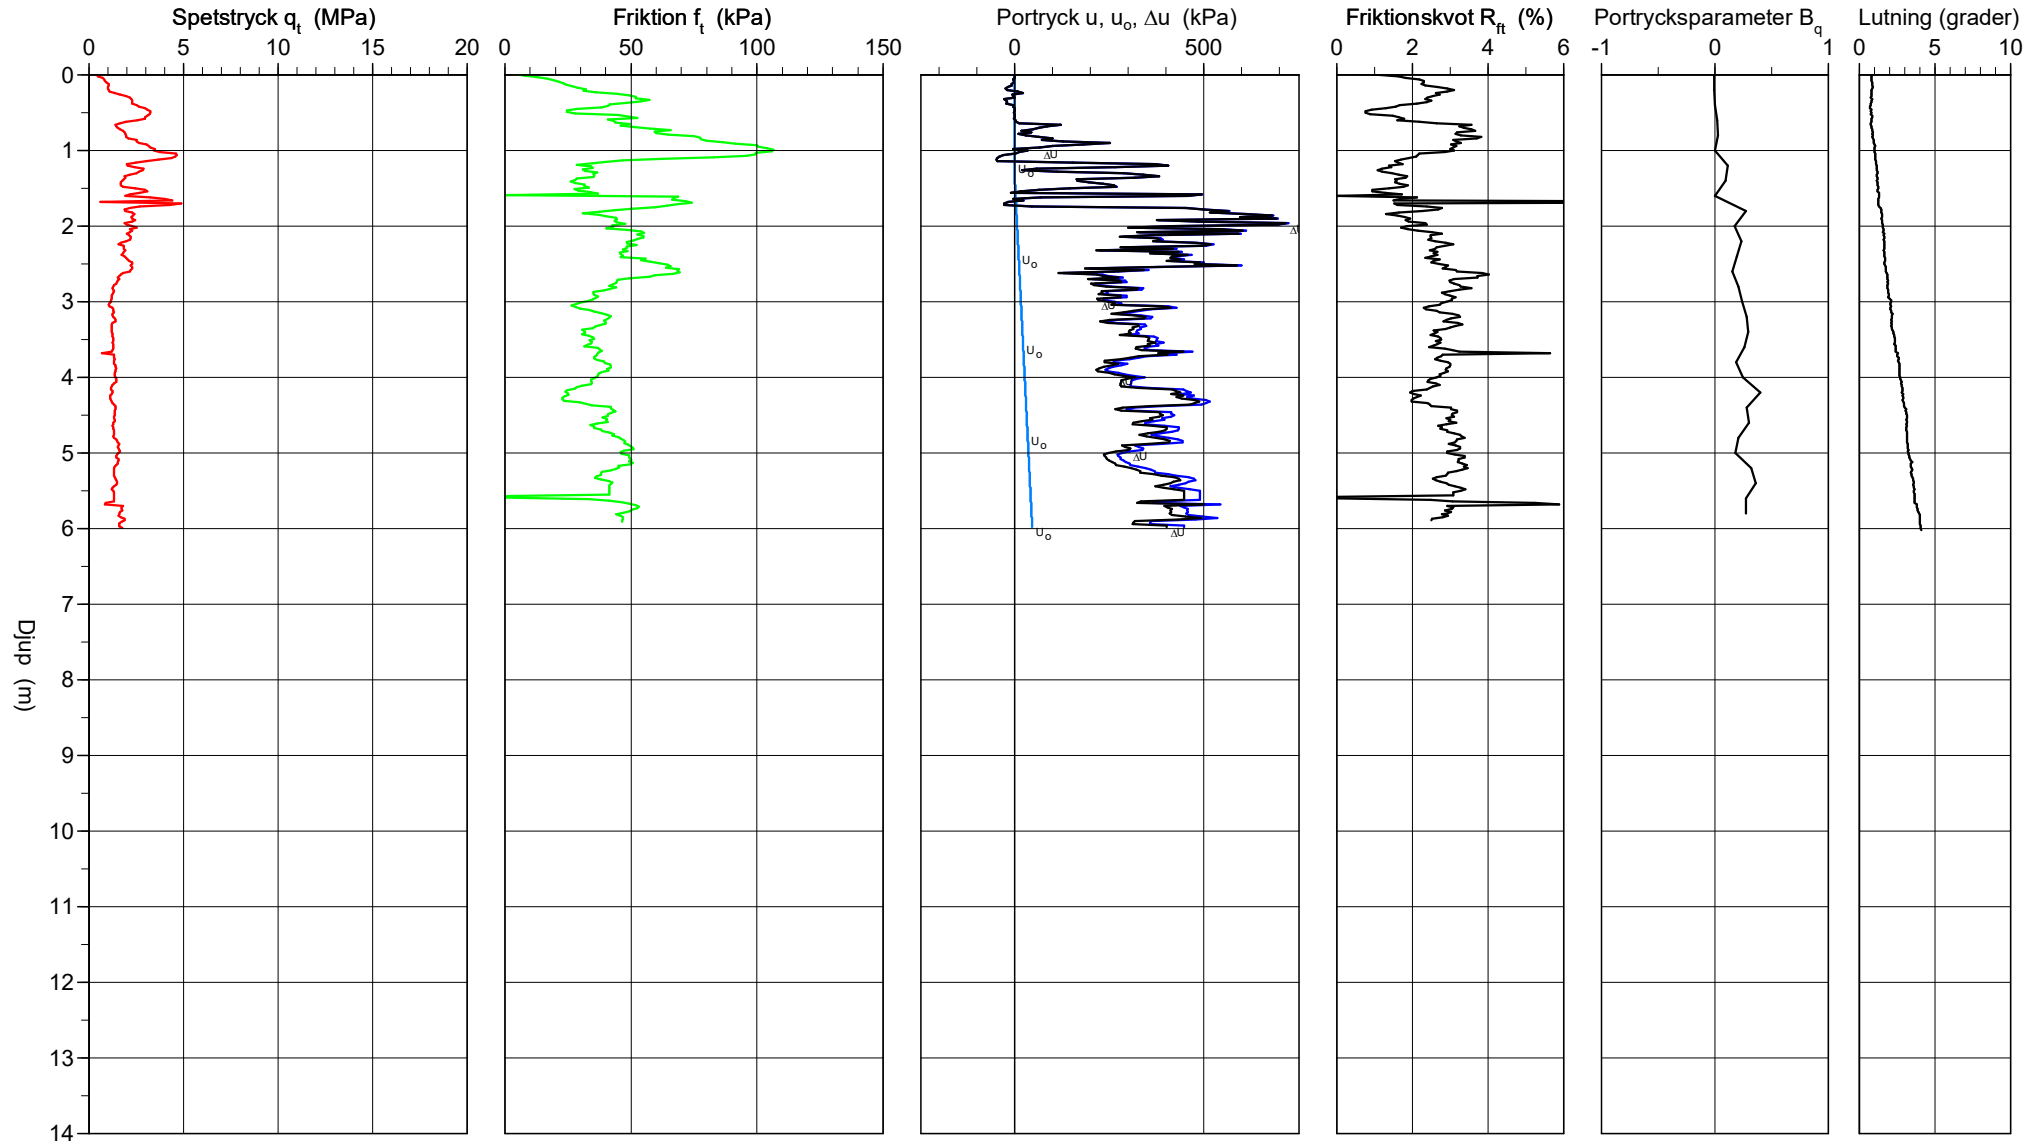 Spetstryck qt (MPa) Friktion ft (kPa) Portryck u, uo, Δu (kPa) Friktionskvot Rft (%) Portrycksparameter Bq Lutning (grader)
0 5 10 15 20 0 50 100 150 0 500 0 2 4 6 -1 0 1 0 5 10
0
1
ΔU
Uo
2
ΔU
Uo
3
ΔU
Uo
4
ΔU
Uo
5
ΔU
6
Uo ΔU
7
Djup (m)
8
9
10
11
12
13
14